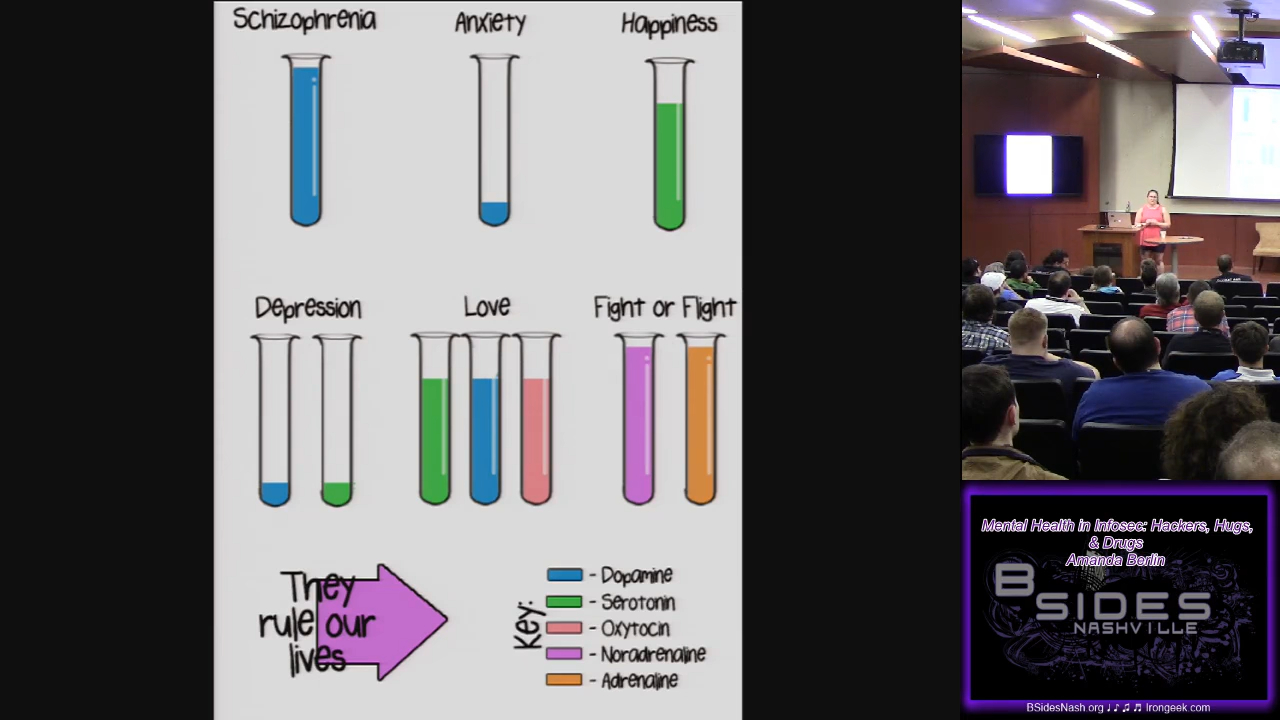 Schizophrenia
Anxiety
Happiness
Depression
Love
Fight or Flight
They
rule our
lives
Key:
- Dopamine
- Serotonin
- Oxytocin
- Noradrenaline
- Adrenaline
Mental Health in Infosec: Hackers, Hugs,
& Drugs
Amanda Berlin
BSIDES
NASHVILLE
BSidesNash.org ♩♪♫♬ Irongeek.com